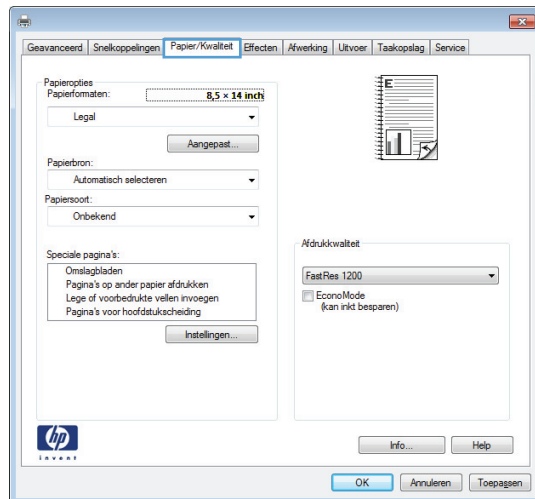 Geavanceerd Snelkoppelingen Papier/Kwaliteit Effecten Afwerking Uitvoer Taakopslag Service
Papieropties
Papierformaten: 8,5 × 14 inch
Legal
Aangepast...
Papierbron:
Automatisch selecteren
Papiersoort:
Onbekend
Speciale pagina's:
Omslagbladen
Pagina's op ander papier afdrukken
Lege of voorbedrukte vellen invoegen
Pagina's voor hoofdstukscheiding
Instellingen...
E
Afdrukkwaliteit
FastRes 1200
EconoMode
(kan inkt besparen)
hp
invent
Info... Help
OK Annuleren Toepassen